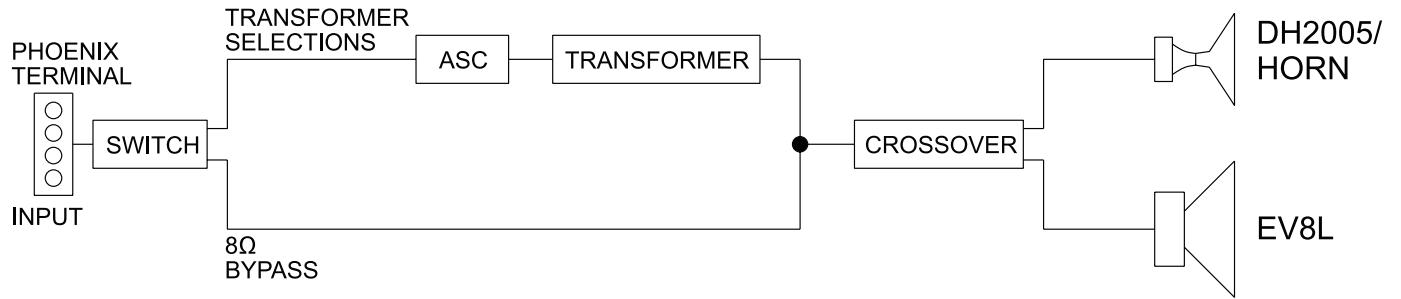 PHOENIX
TERMINAL
INPUT
SWITCH
TRANSFORMER
SELECTIONS
ASC
TRANSFORMER
8Ω
BYPASS
CROSSOVER
DH2005/
HORN
EV8L